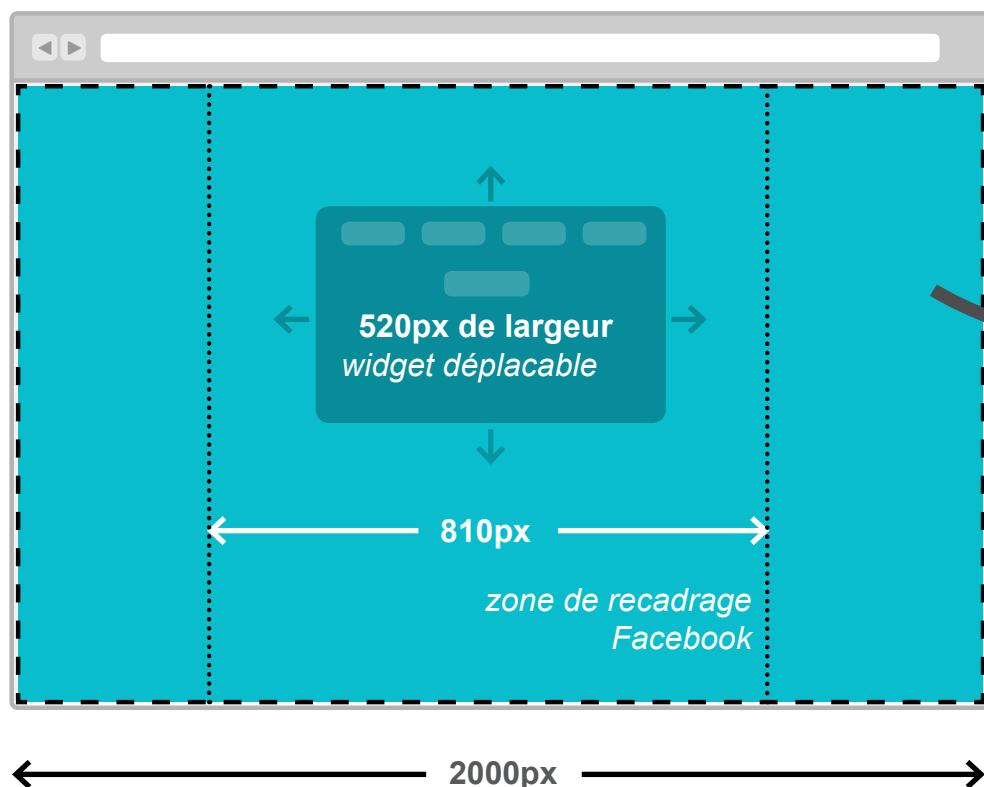 520px de largeur
widget déplacable
810px
zone de recadrage
Facebook
2000px